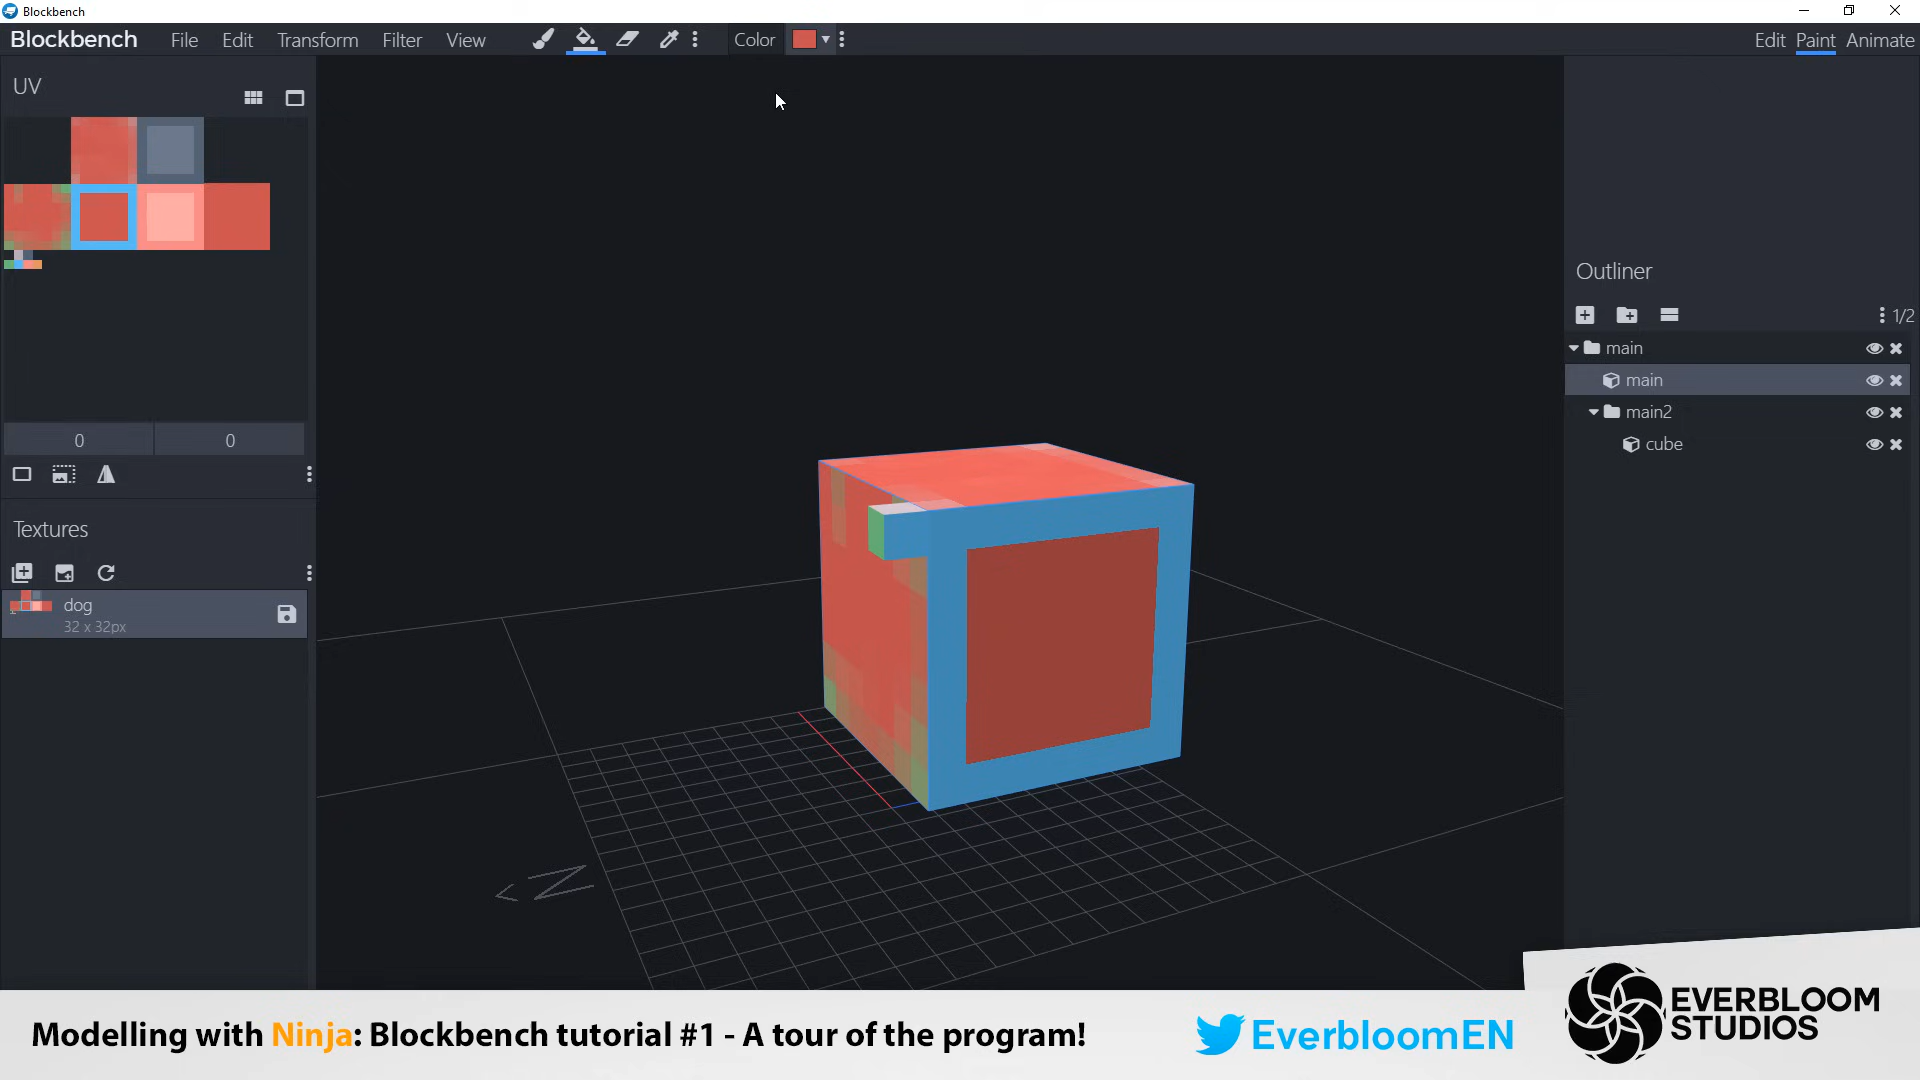 Blockbench
Blockbench File Edit Transform Filter View Color Edit Paint Animate
UV
0 0
Textures
dog
32 x 32px
Outliner
1/2
main
main
main2
cube
N
Modelling with Ninja: Blockbench tutorial #1 - A tour of the program!
EverbloomEN
EVERBLOOM
STUDIOS